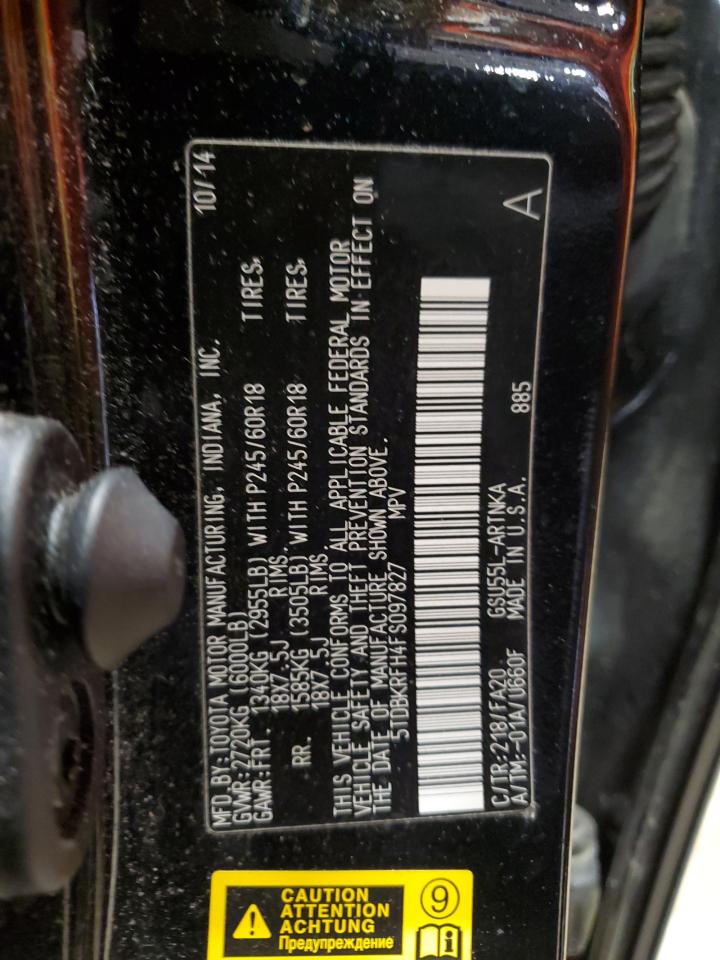 MFD.BY:TOYOTA MOTOR MANUFACTURING, INDIANA, INC. 10/14
GVWR:2720KG (6000LB)
GAWR:FRT. 1340KG (2955LB) WITH P245/60R18 TIRES,
18X7.5J RIMS,
RR. 1585KG (3505LB) WITH P245/60R18 TIRES,
18X7.5J RIMS
THIS VEHICLE CONFORMS TO ALL APPLICABLE FEDERAL MOTOR
VEHICLE SAFETY AND THEFT PREVENTION STANDARDS IN EFFECT ON
THE DATE OF MANUFACTURE SHOWN ABOVE.
5TDBKRFH4FS097827 MPV
C/TR:218/FA20 GSU55L-ARTNKA
A/TM:-01A/U660F MADE IN U.S.A. 885 A
CAUTION
ATTENTION
ACHTUNG
Предупреждение
9